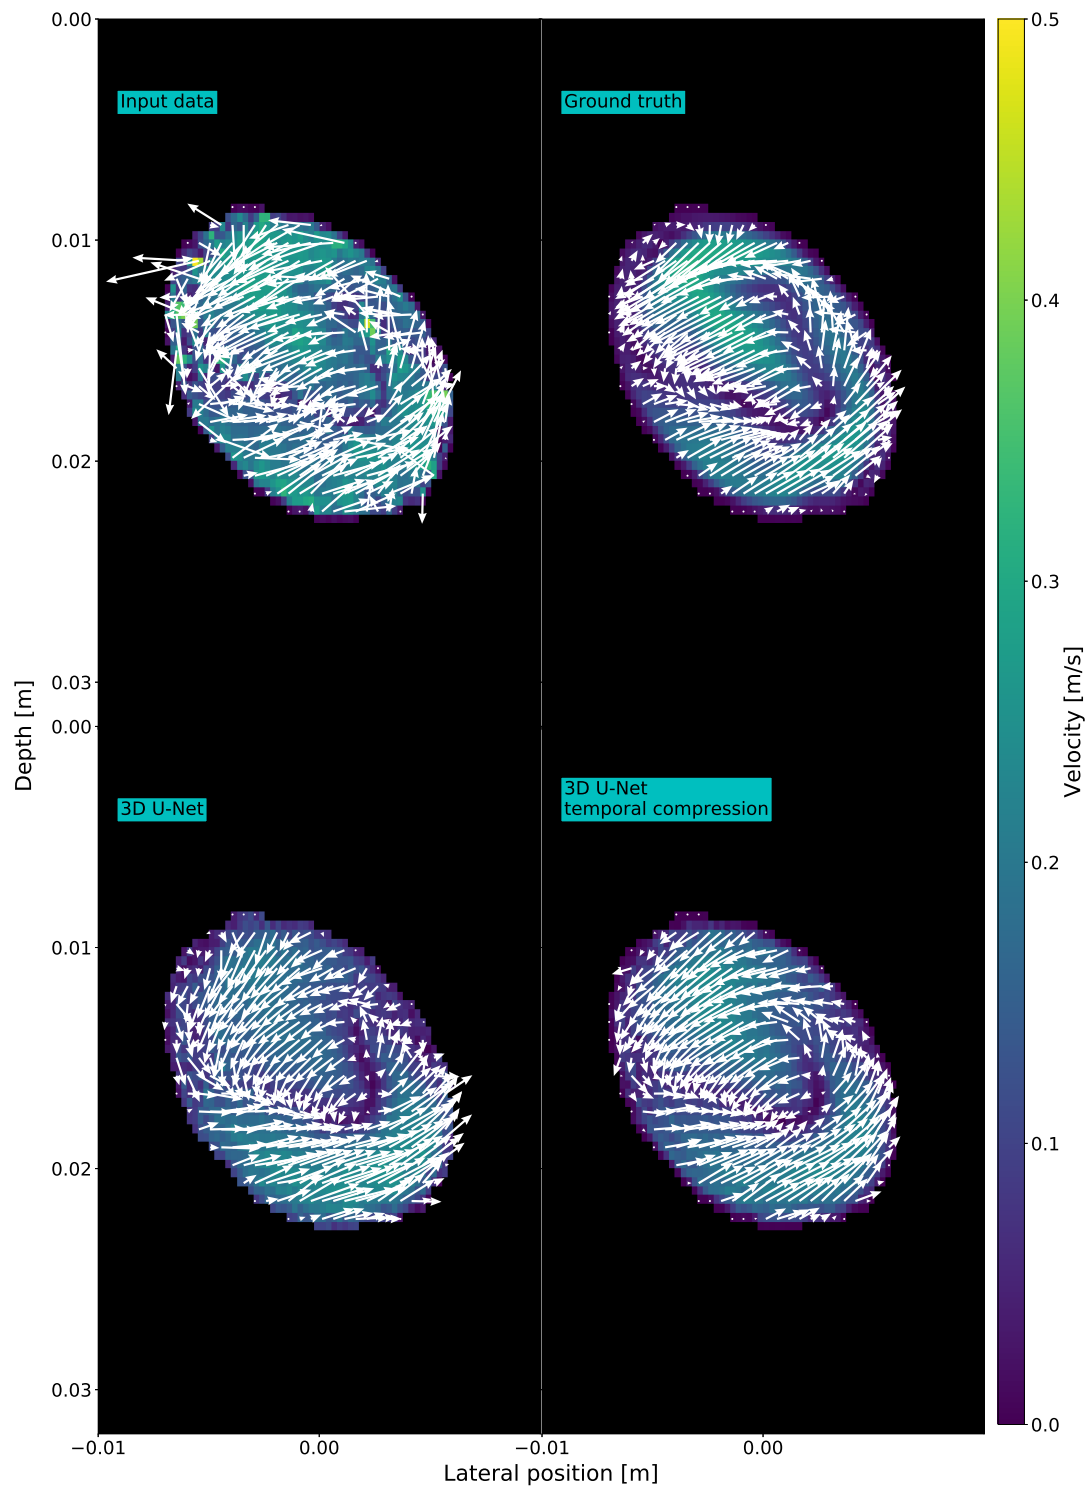 0.00
Input data
Ground truth
0.01
0.02
0.03
0.00
3D U-Net
3D U-Net
temporal compression
0.01
0.02
0.03
−0.01
0.00
−0.01
0.00
Lateral position [m]
Depth [m]
0.5
0.4
0.3
0.2
0.1
0.0
Velocity [m/s]